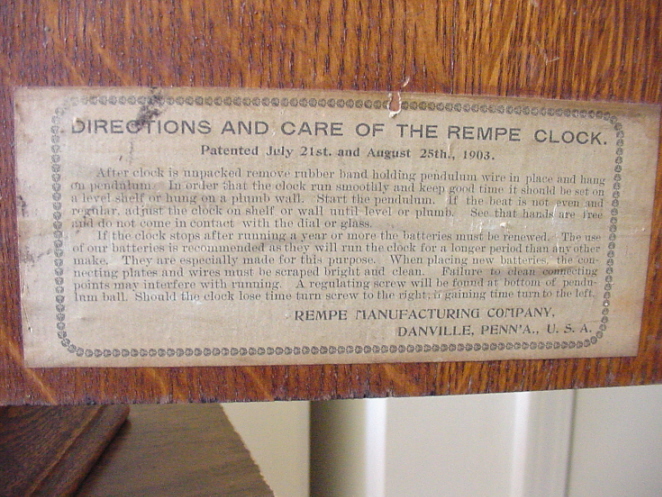 DIRECTIONS AND CARE OF THE REMPE CLOCK.
Patented July 21st. and August 25th., 1903.
After clock is unpacked remove rubber band holding pendulum wire in place and hang
on pendulum. In order that the clock run smoothly and keep good time it should be set on
a level shelf or hung on a plumb wall. Start the pendulum. If the beat is not even and
regular, adjust the clock on shelf or wall until level or plumb. See that hands are free
and do not come in contact with the dial or glass.
If the clock stops after running a year or more the batteries must be renewed. The use
of our batteries is recommended as they will run the clock for a longer period than any other
make. They are especially made for this purpose. When placing new batteries, the con-
necting plates and wires must be scraped bright and clean. Failure to clean connecting
points may interfere with running. A regulating screw will be found at bottom of pendu-
lum ball. Should the clock lose time turn screw to the right, if gaining time turn to the left.
REMPE MANUFACTURING COMPANY,
DANVILLE, PENN'A., U. S. A.